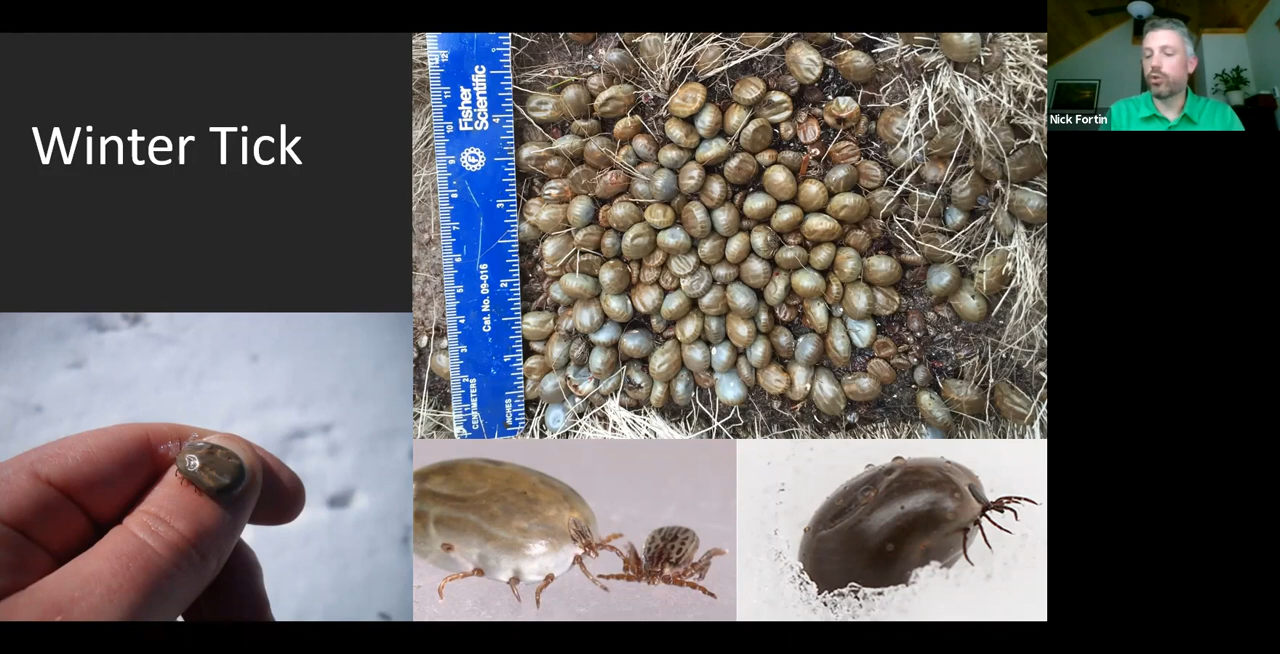 Winter Tick
Nick Fortin
Fisher
Scientific
Cat. No. 09-016
CENTIMETERS
INCHES